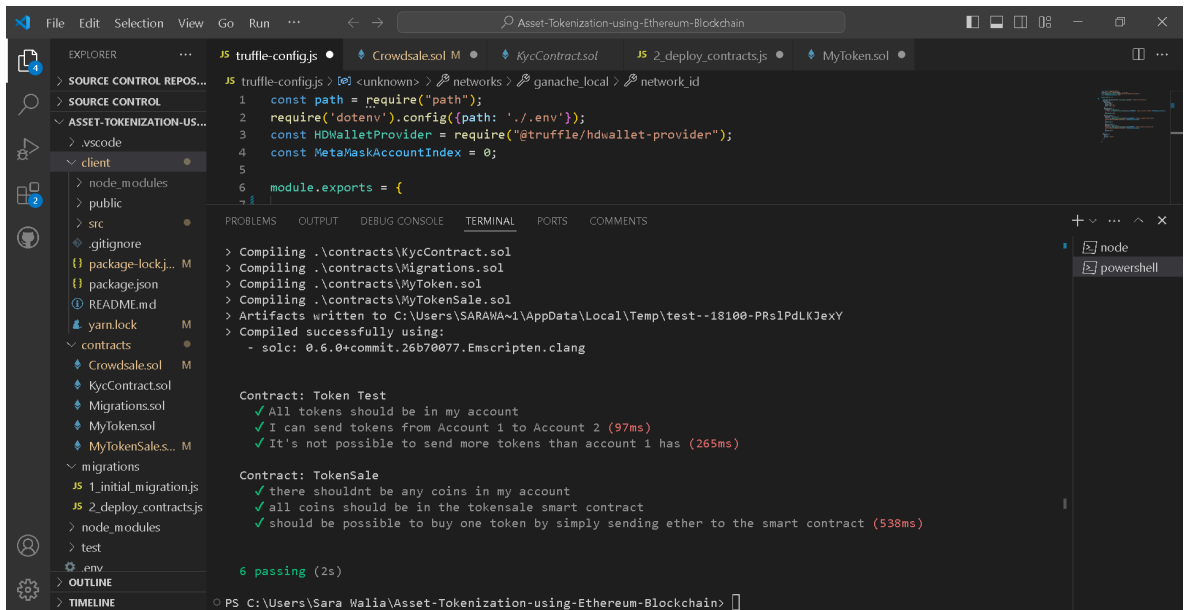 File Edit Selection View Go Run ··· Asset-Tokenization-using-Ethereum-Blockchain
EXPLORER ···
JS truffle-config.js ● Crowdsale.sol M ● KycContract.sol JS 2_deploy_contracts.js ● MyToken.sol ●
SOURCE CONTROL REPOS...
SOURCE CONTROL
ASSET-TOKENIZATION-US...
.vscode
client
node_modules
public
src
.gitignore
package-lock.j... M
package.json
README.md
yarn.lock M
contracts
Crowdsale.sol M
KycContract.sol
Migrations.sol
MyToken.sol
MyTokenSale.s... M
migrations
JS 1_initial_migration.js
JS 2_deploy_contracts.js
node_modules
test
.env
OUTLINE
TIMELINE
4
2
JS truffle-config.js > <unknown> > networks > ganache_local > network_id
1 const path = require("path");
2 require('dotenv').config({path: './.env'});
3 const HDWalletProvider = require("@truffle/hdwallet-provider");
4 const MetaMaskAccountIndex = 0;
5
6 module.exports = {
7
PROBLEMS OUTPUT DEBUG CONSOLE TERMINAL PORTS COMMENTS
> Compiling .\contracts\KycContract.sol
> Compiling .\contracts\Migrations.sol
> Compiling .\contracts\MyToken.sol
> Compiling .\contracts\MyTokenSale.sol
> Artifacts written to C:\Users\SARAWA~1\AppData\Local\Temp\test--18100-PRslPdLKJexY
> Compiled successfully using:
- solc: 0.6.0+commit.26b70077.Emscripten.clang
Contract: Token Test
✓ All tokens should be in my account
✓ I can send tokens from Account 1 to Account 2 (97ms)
✓ It's not possible to send more tokens than account 1 has (265ms)
Contract: TokenSale
✓ there shouldnt be any coins in my account
✓ all coins should be in the tokensale smart contract
✓ should be possible to buy one token by simply sending ether to the smart contract (538ms)
6 passing (2s)
PS C:\Users\Sara Walia\Asset-Tokenization-using-Ethereum-Blockchain>
node
powershell